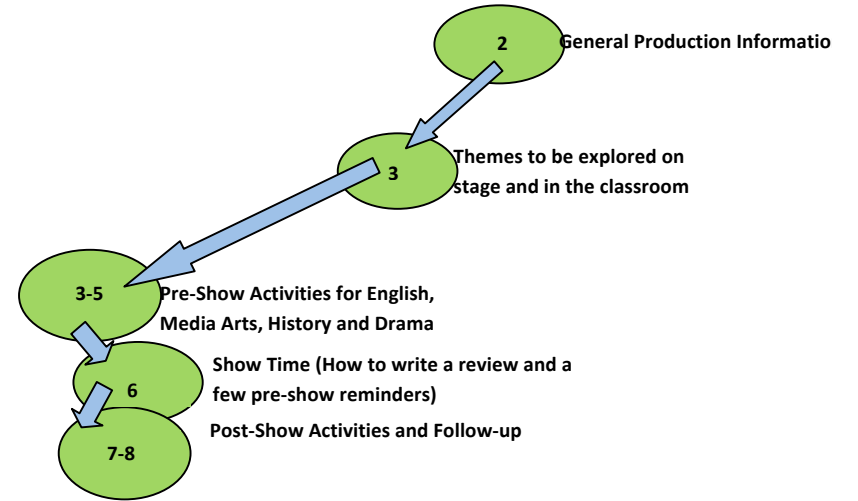 2 General Production Informatio
3 Themes to be explored on
stage and in the classroom
3-5 Pre-Show Activities for English,
Media Arts, History and Drama
Show Time (How to write a review and a
6 few pre-show reminders)
Post-Show Activities and Follow-up
7-8